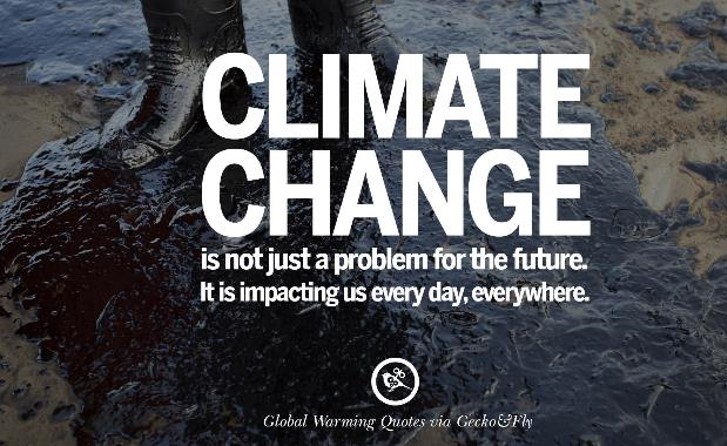 CLIMATE
CHANGE
is not just a problem for the future.
It is impacting us every day, everywhere.
Global Warming Quotes via Gecko&Fly